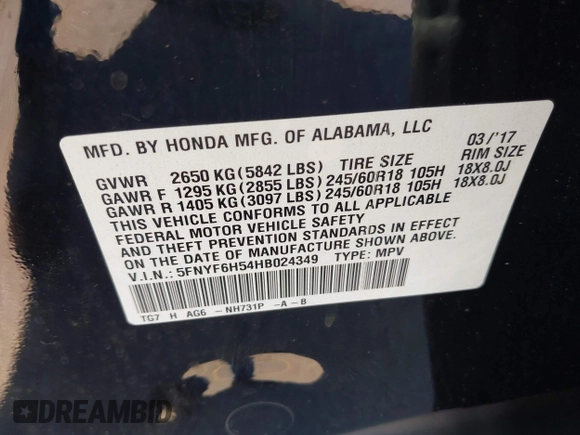 MFD. BY HONDA MFG. OF ALABAMA, LLC 03/'17
GVWR 2650 KG(5842 LBS) TIRE SIZE RIM SIZE
GAWR F 1295 KG(2855 LBS)245/60R18 105H 18X8.0J
GAWR R 1405 KG(3097 LBS)245/60R18 105H 18X8.0J
THIS VEHICLE CONFORMS TO ALL APPLICABLE
FEDERAL MOTOR VEHICLE SAFETY
AND THEFT PREVENTION STANDARDS IN EFFECT
ON THE DATE OF MANUFACTURE SHOWN ABOVE.
V.I.N.: 5FNYF6H54HB024349 TYPE: MPV
TG7 H AG6 -NH731P -A-B
DREAMBID